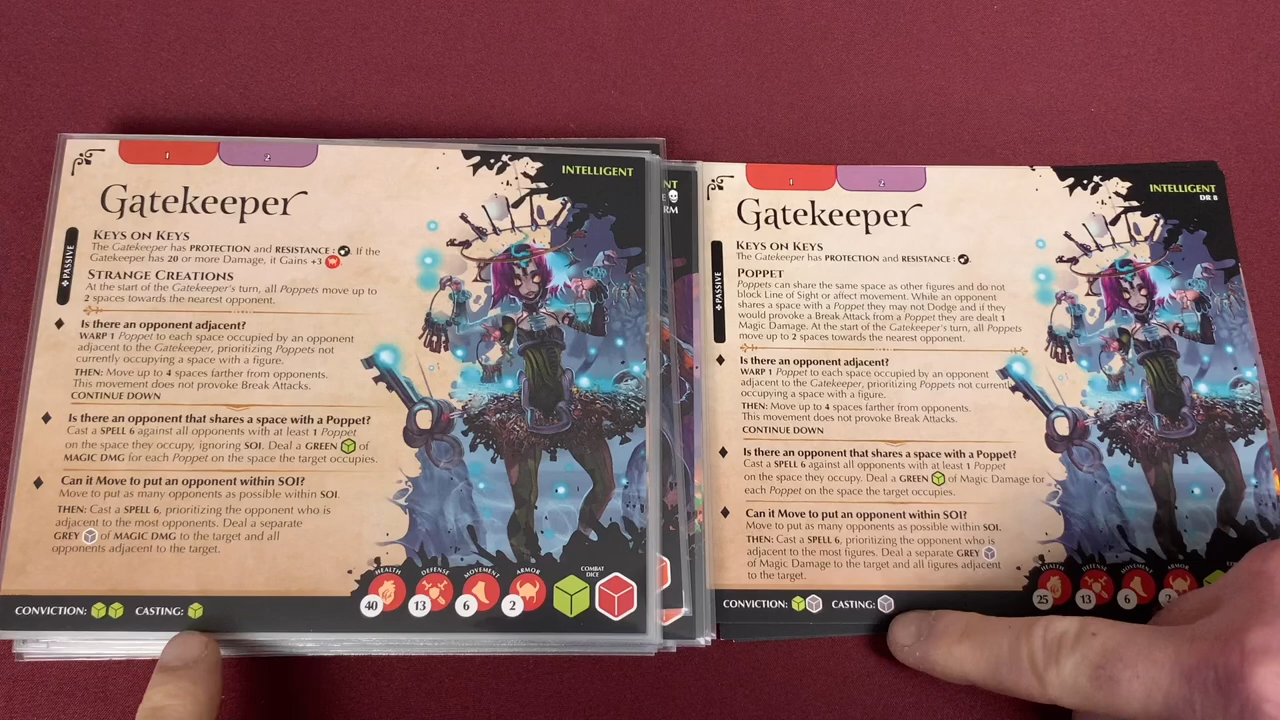 1 2
INTELLIGENT
Gatekeeper
✦PASSIVE
KEYS ON KEYS
The Gatekeeper has PROTECTION and RESISTANCE : . If the
Gatekeeper has 20 or more Damage, it Gains +3 .
STRANGE CREATIONS
At the start of the Gatekeeper's turn, all Poppets move up to
2 spaces towards the nearest opponent.
Is there an opponent adjacent?
WARP 1 Poppet to each space occupied by an opponent
adjacent to the Gatekeeper, prioritizing Poppets not
currently occupying a space with a figure.
THEN: Move up to 4 spaces farther from opponents.
This movement does not provoke Break Attacks.
CONTINUE DOWN
Is there an opponent that shares a space with a Poppet?
Cast a SPELL 6 against all opponents with at least 1 Poppet
on the space they occupy, ignoring SOI. Deal a GREEN of
MAGIC DMG for each Poppet on the space the target occupies.
Can it Move to put an opponent within SOI?
Move to put as many opponents as possible within SOI.
THEN: Cast a SPELL 6, prioritizing the opponent who is
adjacent to the most opponents. Deal a separate
GREY of MAGIC DMG to the target and all
opponents adjacent to the target.
HEALTH DEFENSE MOVEMENT ARMOR COMBAT DICE
40 13 6 2
CONVICTION: CASTING:
NT
RM
1 2
INTELLIGENT
DR 8
Gatekeeper
✦PASSIVE
KEYS ON KEYS
The Gatekeeper has PROTECTION and RESISTANCE : .
POPPET
Poppets can share the same space as other figures and do not
block Line of Sight or affect movement. While an opponent
shares a space with a Poppet they may not Dodge and if they
would provoke a Break Attack from a Poppet they are dealt 1
Magic Damage. At the start of the Gatekeeper's turn, all Poppets
move up to 2 spaces towards the nearest opponent.
Is there an opponent adjacent?
WARP 1 Poppet to each space occupied by an opponent
adjacent to the Gatekeeper, prioritizing Poppets not currently
occupying a space with a figure.
THEN: Move up to 4 spaces farther from opponents.
This movement does not provoke Break Attacks.
CONTINUE DOWN
Is there an opponent that shares a space with a Poppet?
Cast a SPELL 6 against all opponents with at least 1 Poppet
on the space they occupy. Deal a GREEN of Magic Damage for
each Poppet on the space the target occupies.
Can it Move to put an opponent within SOI?
Move to put as many opponents as possible within SOI.
THEN: Cast a SPELL 6, prioritizing the opponent who is
adjacent to the most figures. Deal a separate GREY
of Magic Damage to the target and all figures adjacent
to the target.
HEALTH DEFENSE MOVEMENT ARMOR
25 13 6 2
CONVICTION: CASTING: